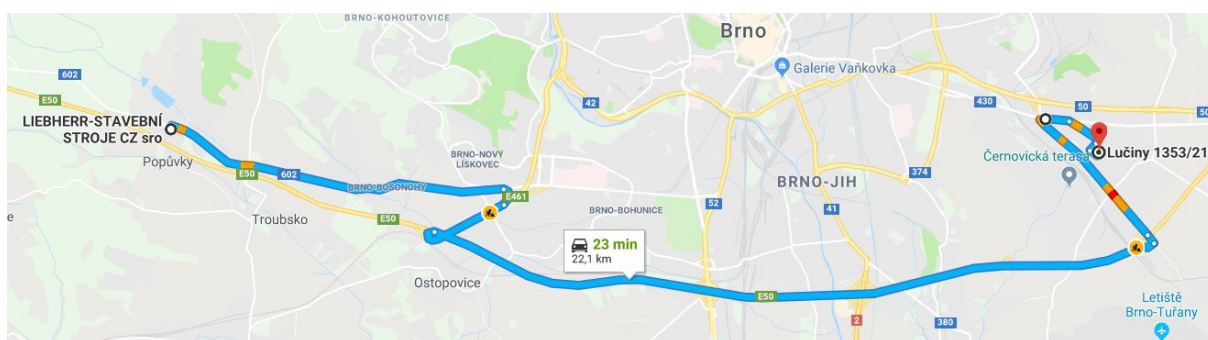 BRNO-KOHOUTOVICE
Brno
Galerie Vaňkovka
602
E50
42
430
50
50
LIEBHERR-STAVEBNÍ
STROJE CZ sro
Popůvky
E50
602
BRNO-NOVÝ
LÍSKOVEC
BRNO-BOSONOHY
E461
Černovická terasa
Lučiny 1353/21
374
BRNO-JIH
Troubsko
E50
BRNO-BOHUNICE
52
41
23 min
22,1 km
Ostopovice
E50
2
380
Letiště
Brno-Tuřany
e